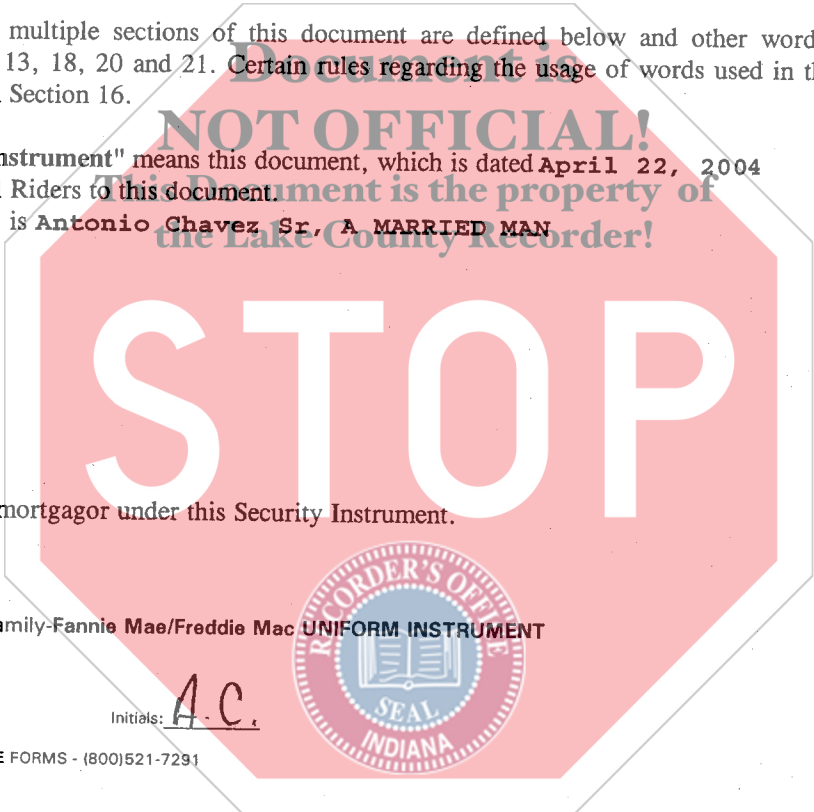 multiple sections of this document are defined below and other word
13, 18, 20 and 21. Certain rules regarding the usage of words used in th
Section 16.
Document is
NOT OFFICIAL!
This Document is the property of
the Lake County Recorder!
nstrument" means this document, which is dated April 22, 2004
Riders to this document.
is Antonio Chavez Sr, A MARRIED MAN
STOP
mortgagor under this Security Instrument.
amily-Fannie Mae/Freddie Mac UNIFORM INSTRUMENT
RECORDER'S OFFICE
SEAL
INDIANA
Initials: A.C.
E FORMS - (800)521-7291